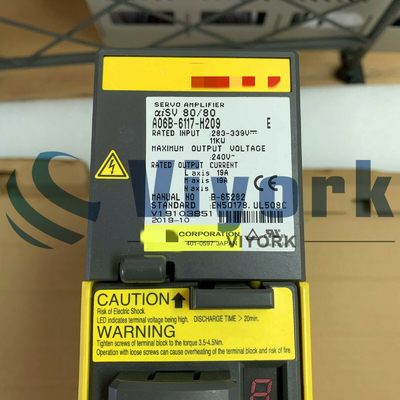 SERVO AMPLIFIER
αiSV 80/80
A06B-6117-H209 E
RATED INPUT 283-339V
11KW
MAXIMUM OUTPUT VOLTAGE
240V~
RATED OUTPUT CURRENT
L axis 19A
M axis 19A
MANUAL NO B-65282
STANDARD EN50178. UL508C
V19103851
2019-10
CORPORATION
401-0597 JAPAN
Viyork
VIYORK
CAUTION
Risk of Electric Shock.
LED indicates terminal voltage being high. DISCHARGE TIME > 20min.
WARNING
Tighten screws of terminal block to the torque 3.5-4.5Nm.
Operation with loose screws can cause overheating of the terminal block and risk of fire.